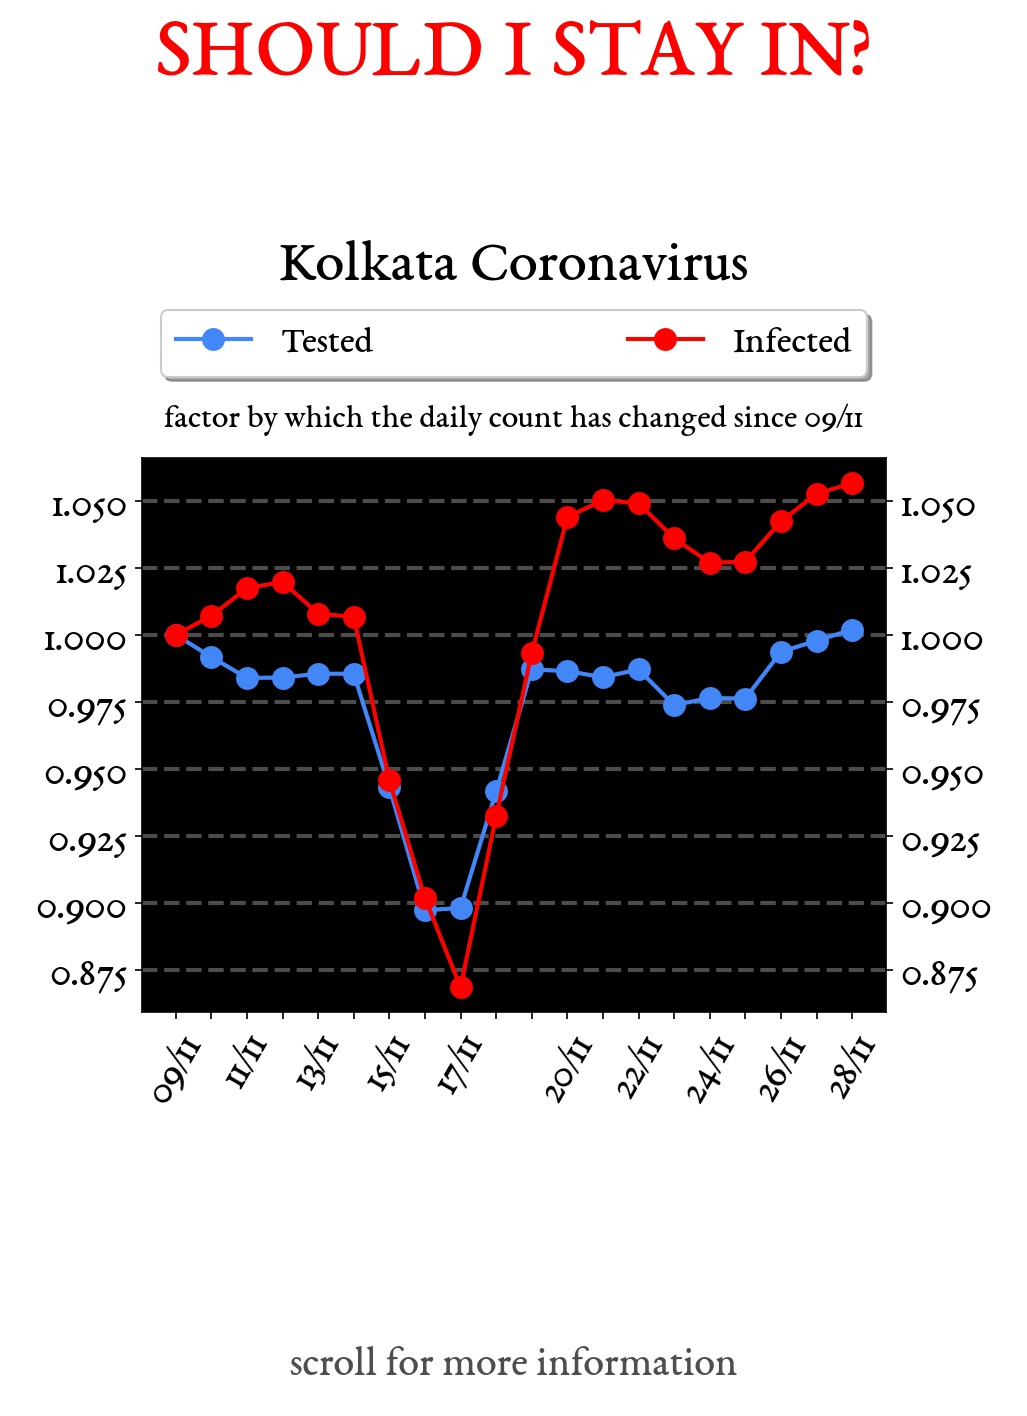 SHOULD I STAY IN?
Kolkata Coronavirus
Tested Infected
factor by which the daily count has changed since 09/11
1.050 1.050
1.025 1.025
1.000 1.000
0.975 0.975
0.950 0.950
0.925 0.925
0.900 0.900
0.875 0.875
09/11 11/11 13/11 15/11 17/11 20/11 22/11 24/11 26/11 28/11
scroll for more information